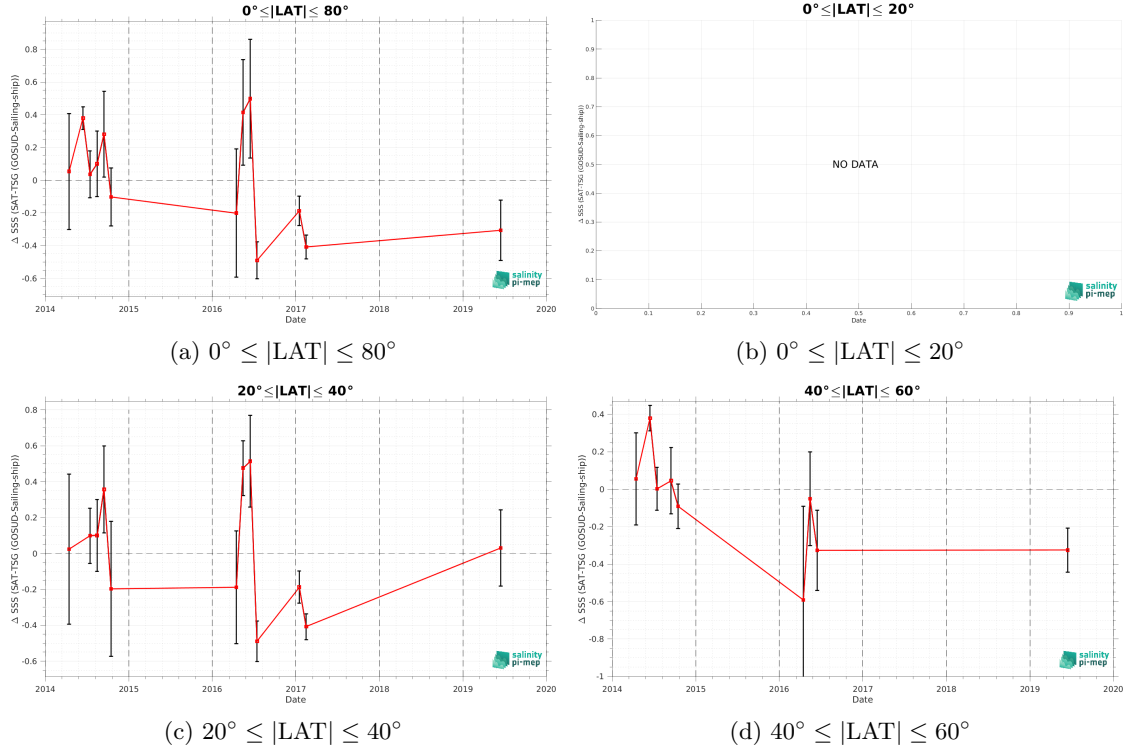 0°≤|LAT|≤ 80°
Δ SSS (SAT-TSG (GOSUD-Sailing-ship))
0.8
0.6
0.4
0.2
0
-0.2
-0.4
-0.6
2014 2015 2016 2017 2018 2019 2020
Date
salinity
pi-mep
(a) 0° ≤ |LAT| ≤ 80°
0°≤|LAT|≤ 20°
Δ SSS (SAT-TSG (GOSUD-Sailing-ship))
1
0.9
0.8
0.7
0.6
0.5
0.4
0.3
0.2
0.1
0
NO DATA
0 0.1 0.2 0.3 0.4 0.5 0.6 0.7 0.8 0.9 1
Date
salinity
pi-mep
(b) 0° ≤ |LAT| ≤ 20°
20°≤|LAT|≤ 40°
Δ SSS (SAT-TSG (GOSUD-Sailing-ship))
0.8
0.6
0.4
0.2
0
-0.2
-0.4
-0.6
2014 2015 2016 2017 2018 2019 2020
Date
salinity
pi-mep
(c) 20° ≤ |LAT| ≤ 40°
40°≤|LAT|≤ 60°
Δ SSS (SAT-TSG (GOSUD-Sailing-ship))
0.4
0.2
0
-0.2
-0.4
-0.6
-0.8
-1
2014 2015 2016 2017 2018 2019 2020
Date
salinity
pi-mep
(d) 40° ≤ |LAT| ≤ 60°